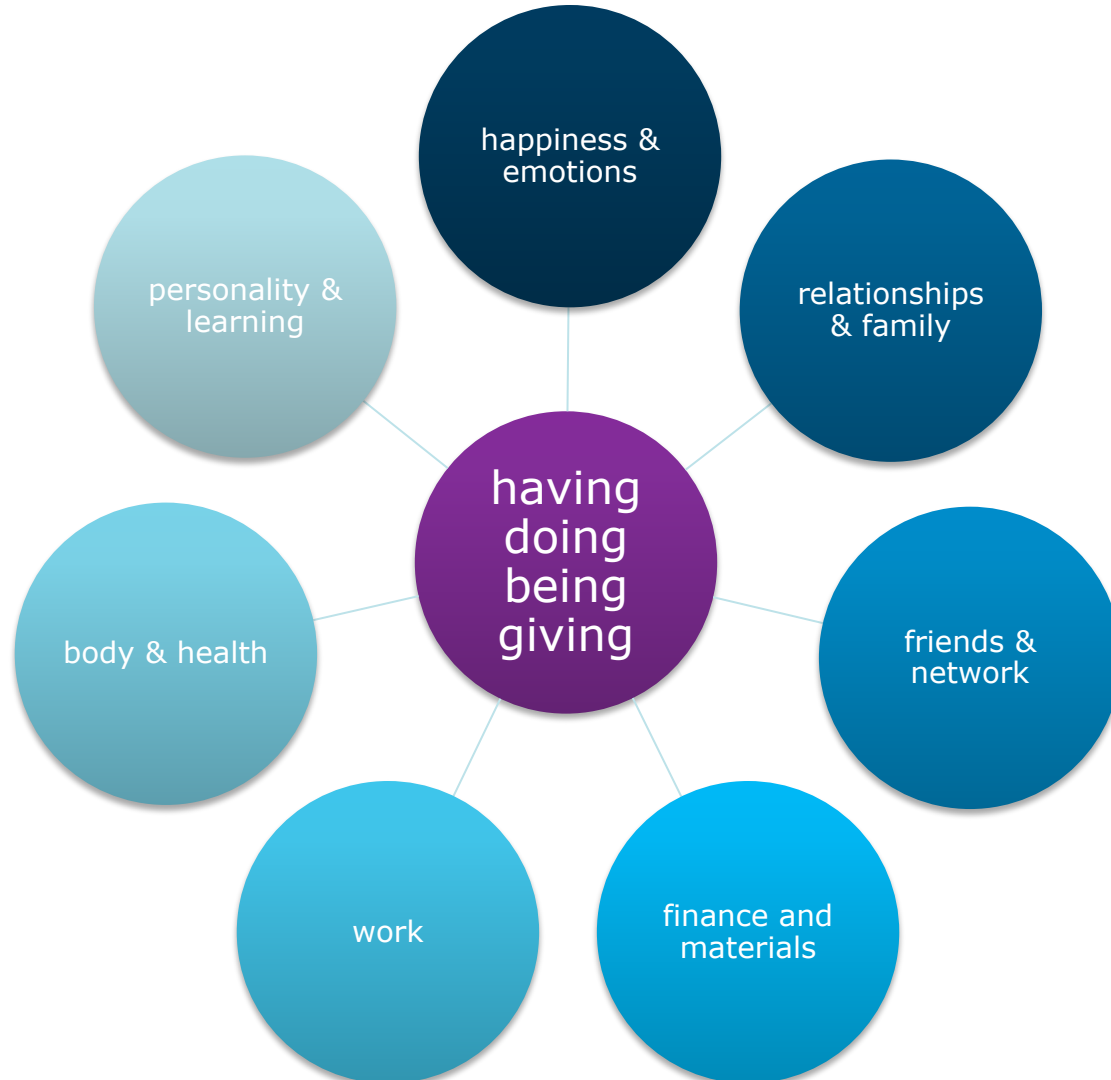 happiness &
emotions
relationships
& family
friends &
network
finance and
materials
work
body & health
personality &
learning
having
doing
being
giving